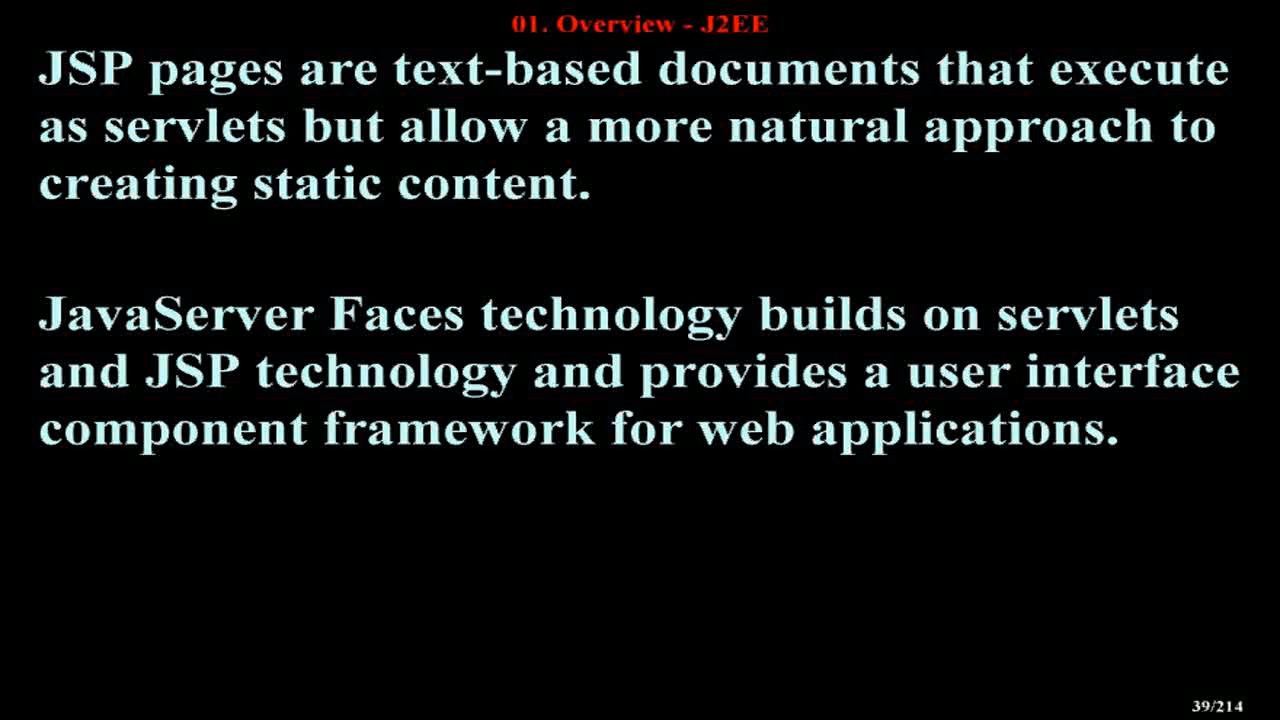 01. Overview - J2EE
JSP pages are text-based documents that execute
as servlets but allow a more natural approach to
creating static content.
JavaServer Faces technology builds on servlets
and JSP technology and provides a user interface
component framework for web applications.
39/214